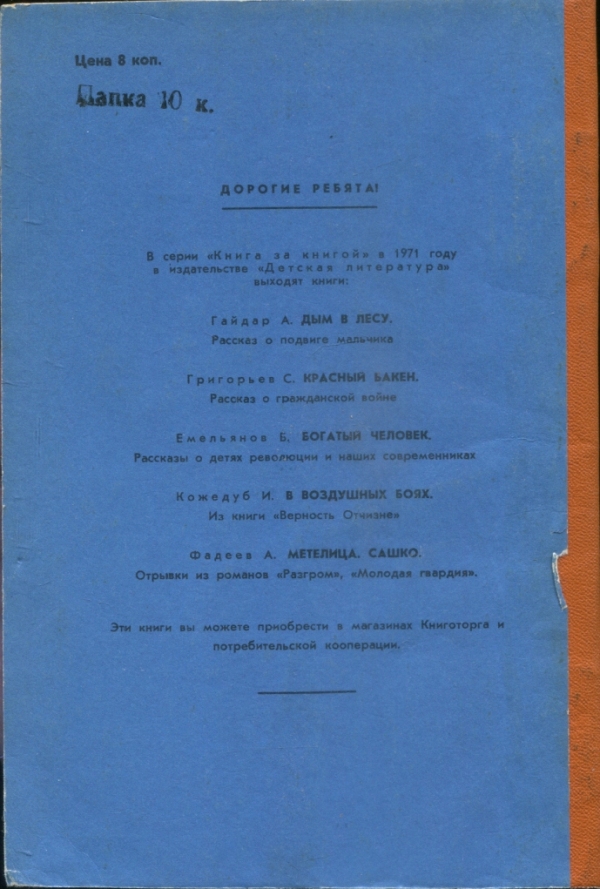 Цена 8 коп.
Папка 10 к.
ДОРОГИЕ РЕБЯТА!
В серии «Книга за книгой» в 1971 году
в издательстве «Детская литература»
выходят книги:
Гайдар А. ДЫМ В ЛЕСУ.
Рассказ о подвиге мальчика
Григорьев С. КРАСНЫЙ БАКЕН.
Рассказ о гражданской войне
Емельянов Б. БОГАТЫЙ ЧЕЛОВЕК.
Рассказы о детях революции и наших современниках
Кожедуб И. В ВОЗДУШНЫХ БОЯХ.
Из книги «Верность Отчизне»
Фадеев А. МЕТЕЛИЦА. САШКО.
Отрывки из романов «Разгром», «Молодая гвардия».
Эти книги вы можете приобрести в магазинах Книготорга и
потребительской кооперации.